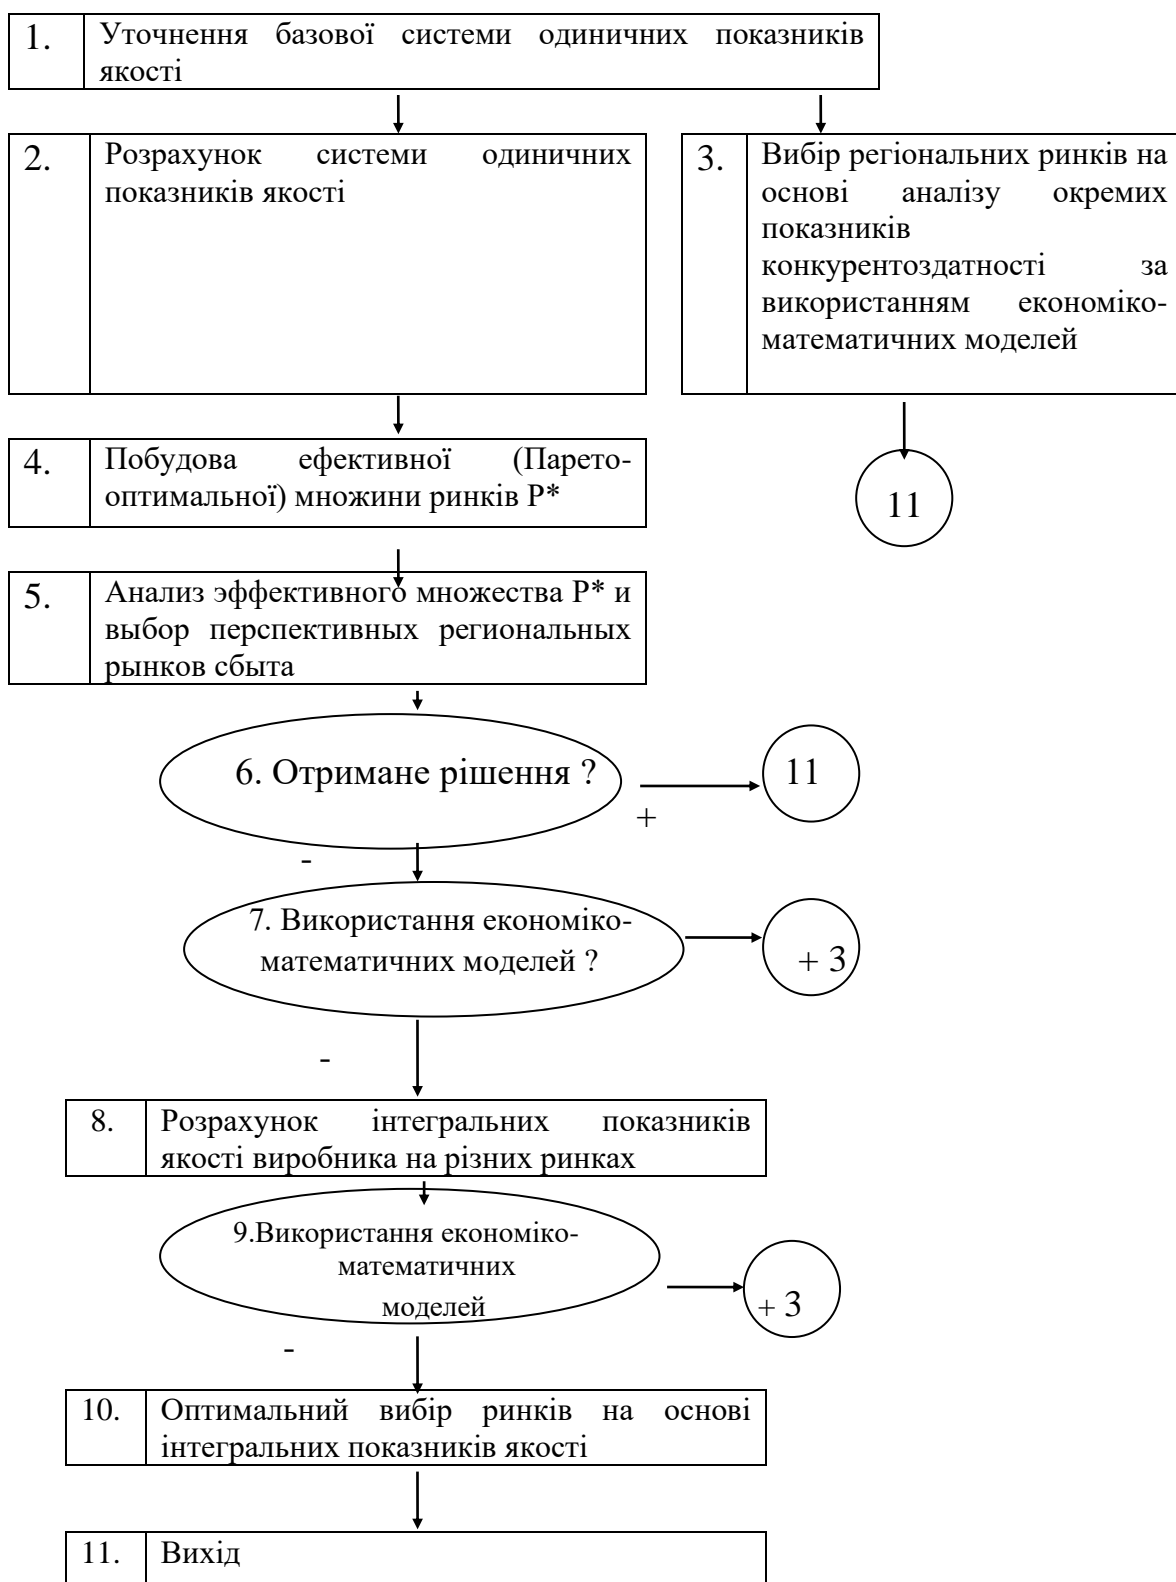 1. Уточнення базової системи одиничних показників
якості
2. Розрахунок системи одиничних
показників якості
3. Вибір регіональних ринків на
основі аналізу окремих
показників
конкурентоздатності за
використанням економіко-
математичних моделей
4. Побудова ефективної (Парето-
оптимальної) множини ринків Р*
11
5. Анализ эффективного множества Р* и
выбор перспективных региональных
рынков сбыта
6. Отримане рішення ?
11
+
-
7. Використання економіко-
математичних моделей ?
+ 3
-
8. Розрахунок інтегральних показників
якості виробника на різних ринках
9.Використання економіко-
математичних
моделей
+ 3
-
10. Оптимальний вибір ринків на основі
інтегральних показників якості
11. Вихід